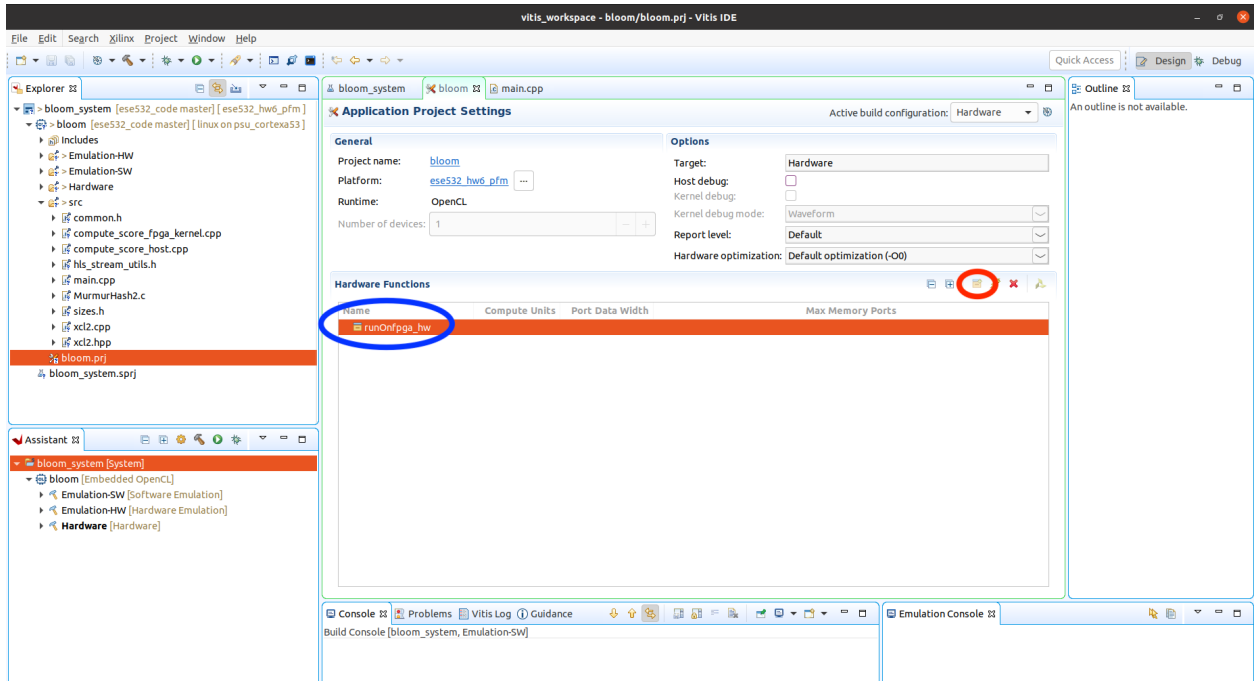 vitis_workspace - bloom/bloom.prj - Vitis IDE
File Edit Search Xilinx Project Window Help
Quick Access Design Debug
Explorer
> bloom_system [ese532_code master] [ ese532_hw6_pfm ]
> bloom [ese532_code master] [ linux on psu_cortexa53 ]
Includes
> Emulation-HW
> Emulation-SW
> Hardware
> src
common.h
compute_score_fpga_kernel.cpp
compute_score_host.cpp
hls_stream_utils.h
main.cpp
MurmurHash2.c
sizes.h
xcl2.cpp
xcl2.hpp
bloom.prj
bloom_system.sprj
Assistant
bloom_system [System]
bloom [Embedded OpenCL]
Emulation-SW [Software Emulation]
Emulation-HW [Hardware Emulation]
Hardware [Hardware]
bloom_system bloom main.cpp
Application Project Settings
Active build configuration: Hardware
General
Project name: bloom
Platform: ese532_hw6_pfm ...
Runtime: OpenCL
Number of devices: 1
Options
Target: Hardware
Host debug:
Kernel debug:
Kernel debug mode: Waveform
Report level: Default
Hardware optimization: Default optimization (-O0)
Hardware Functions
Name Compute Units Port Data Width Max Memory Ports
runOnfpga_hw
Console Problems Vitis Log Guidance
Build Console [bloom_system, Emulation-SW]
Emulation Console
Outline
An outline is not available.